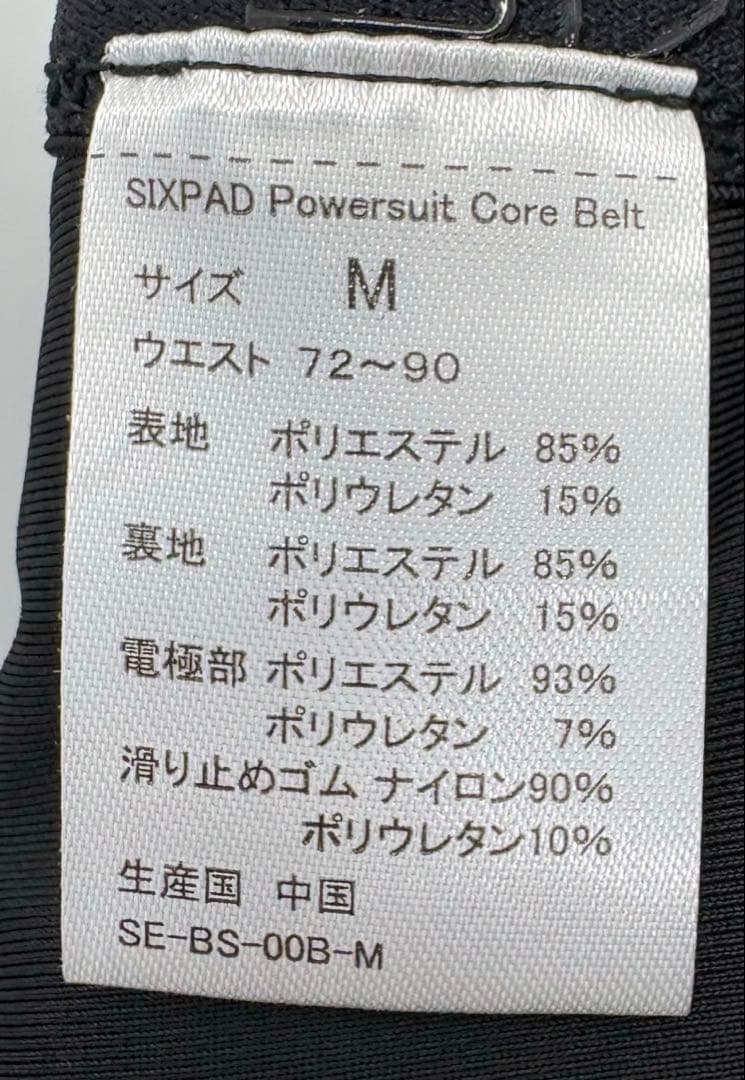 SIXPAD Powersuit Core Belt
サイズ M
ウエスト 72～90
表地 ポリエステル 85%
ポリウレタン 15%
裏地 ポリエステル 85%
ポリウレタン 15%
電極部 ポリエステル 93%
ポリウレタン 7%
滑り止めゴム ナイロン90%
ポリウレタン10%
生産国 中国
SE-BS-00B-M